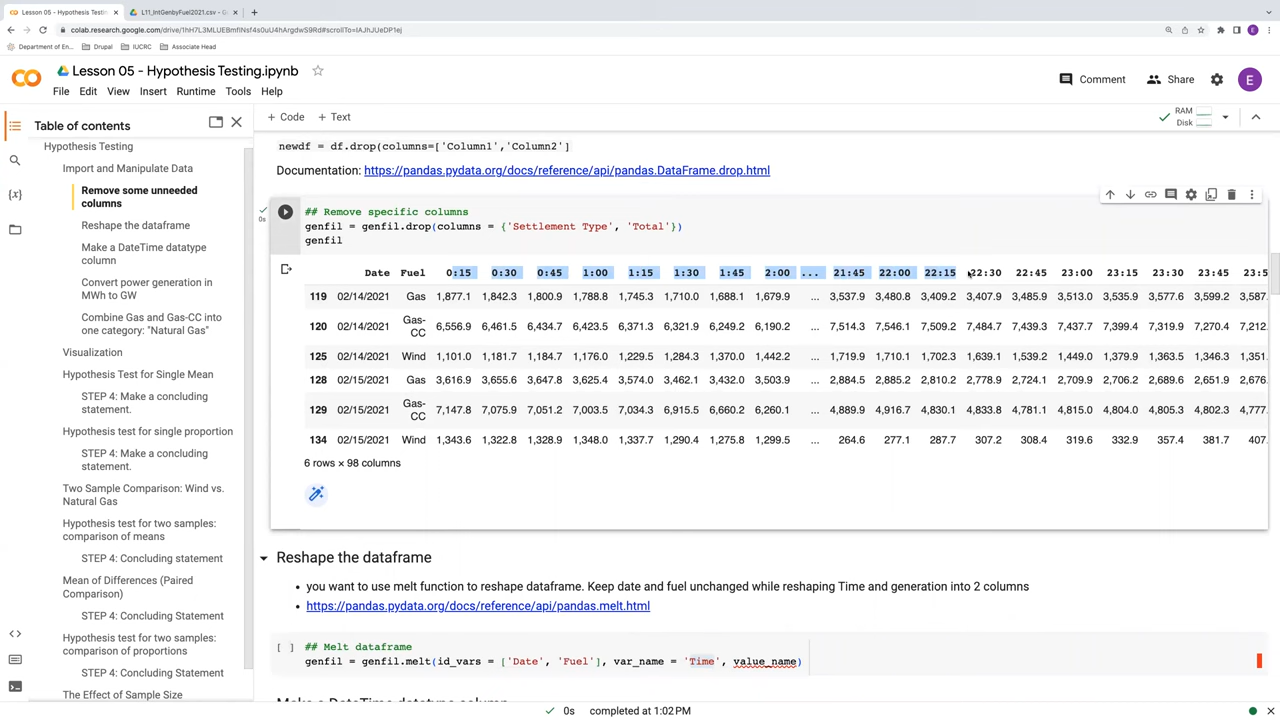 Lesson 05 - Hypothesis Testing
L11_IntGenbyFuel2021.csv - G
colab.research.google.com/drive/1hH7L3MLUEBmflNsf4s0uU4hArgdwS9Rd#scrollTo=IAJhJUeDP1ej
Department of En... Drupal IUCRC Associate Head
Lesson 05 - Hypothesis Testing.ipynb
Comment Share E
File Edit View Insert Runtime Tools Help
Table of contents
+ Code + Text
RAM
Disk
Hypothesis Testing
Import and Manipulate Data
Remove some unneeded
columns
Reshape the dataframe
Make a DateTime datatype
column
Convert power generation in
MWh to GW
Combine Gas and Gas-CC into
one category: "Natural Gas"
Visualization
Hypothesis Test for Single Mean
STEP 4: Make a concluding
statement.
Hypothesis test for single proportion
STEP 4: Make a concluding
statement.
Two Sample Comparison: Wind vs.
Natural Gas
Hypothesis test for two samples:
comparison of means
STEP 4: Concluding statement
Mean of Differences (Paired
Comparison)
STEP 4: Concluding Statement
Hypothesis test for two samples:
comparison of proportions
STEP 4: Concluding Statement
The Effect of Sample Size
newdf = df.drop(columns=['Column1','Column2']
Documentation: https://pandas.pydata.org/docs/reference/api/pandas.DataFrame.drop.html
0s
## Remove specific columns
genfil = genfil.drop(columns = {'Settlement Type', 'Total'})
genfil
Date Fuel 0:15 0:30 0:45 1:00 1:15 1:30 1:45 2:00 ... 21:45 22:00 22:15 22:30 22:45 23:00 23:15 23:30 23:45 23:5
119 02/14/2021 Gas 1,877.1 1,842.3 1,800.9 1,788.8 1,745.3 1,710.0 1,688.1 1,679.9 ... 3,537.9 3,480.8 3,409.2 3,407.9 3,485.9 3,513.0 3,535.9 3,577.6 3,599.2 3,587.
120 02/14/2021 Gas-CC 6,556.9 6,461.5 6,434.7 6,423.5 6,371.3 6,321.9 6,249.2 6,190.2 ... 7,514.3 7,546.1 7,509.2 7,484.7 7,439.3 7,437.7 7,399.4 7,319.9 7,270.4 7,212.
125 02/14/2021 Wind 1,101.0 1,181.7 1,184.7 1,176.0 1,229.5 1,284.3 1,370.0 1,442.2 ... 1,719.9 1,710.1 1,702.3 1,639.1 1,539.2 1,449.0 1,379.9 1,363.5 1,346.3 1,351.
128 02/15/2021 Gas 3,616.9 3,655.6 3,647.8 3,625.4 3,574.0 3,462.1 3,432.0 3,503.9 ... 2,884.5 2,885.2 2,810.2 2,778.9 2,724.1 2,709.9 2,706.2 2,689.6 2,651.9 2,676.
129 02/15/2021 Gas-CC 7,147.8 7,075.9 7,051.2 7,003.5 7,034.3 6,915.5 6,660.2 6,260.1 ... 4,889.9 4,916.7 4,830.1 4,833.8 4,781.1 4,815.0 4,804.0 4,805.3 4,802.3 4,777.
134 02/15/2021 Wind 1,343.6 1,322.8 1,328.9 1,348.0 1,337.7 1,290.4 1,275.8 1,299.5 ... 264.6 277.1 287.7 307.2 308.4 319.6 332.9 357.4 381.7 407.
6 rows × 98 columns
Reshape the dataframe
• you want to use melt function to reshape dataframe. Keep date and fuel unchanged while reshaping Time and generation into 2 columns
• https://pandas.pydata.org/docs/reference/api/pandas.melt.html
[ ] ## Melt dataframe
genfil = genfil.melt(id_vars = ['Date', 'Fuel'], var_name = 'Time', value_name)
Make a DateTime datatype column
0s completed at 1:02 PM